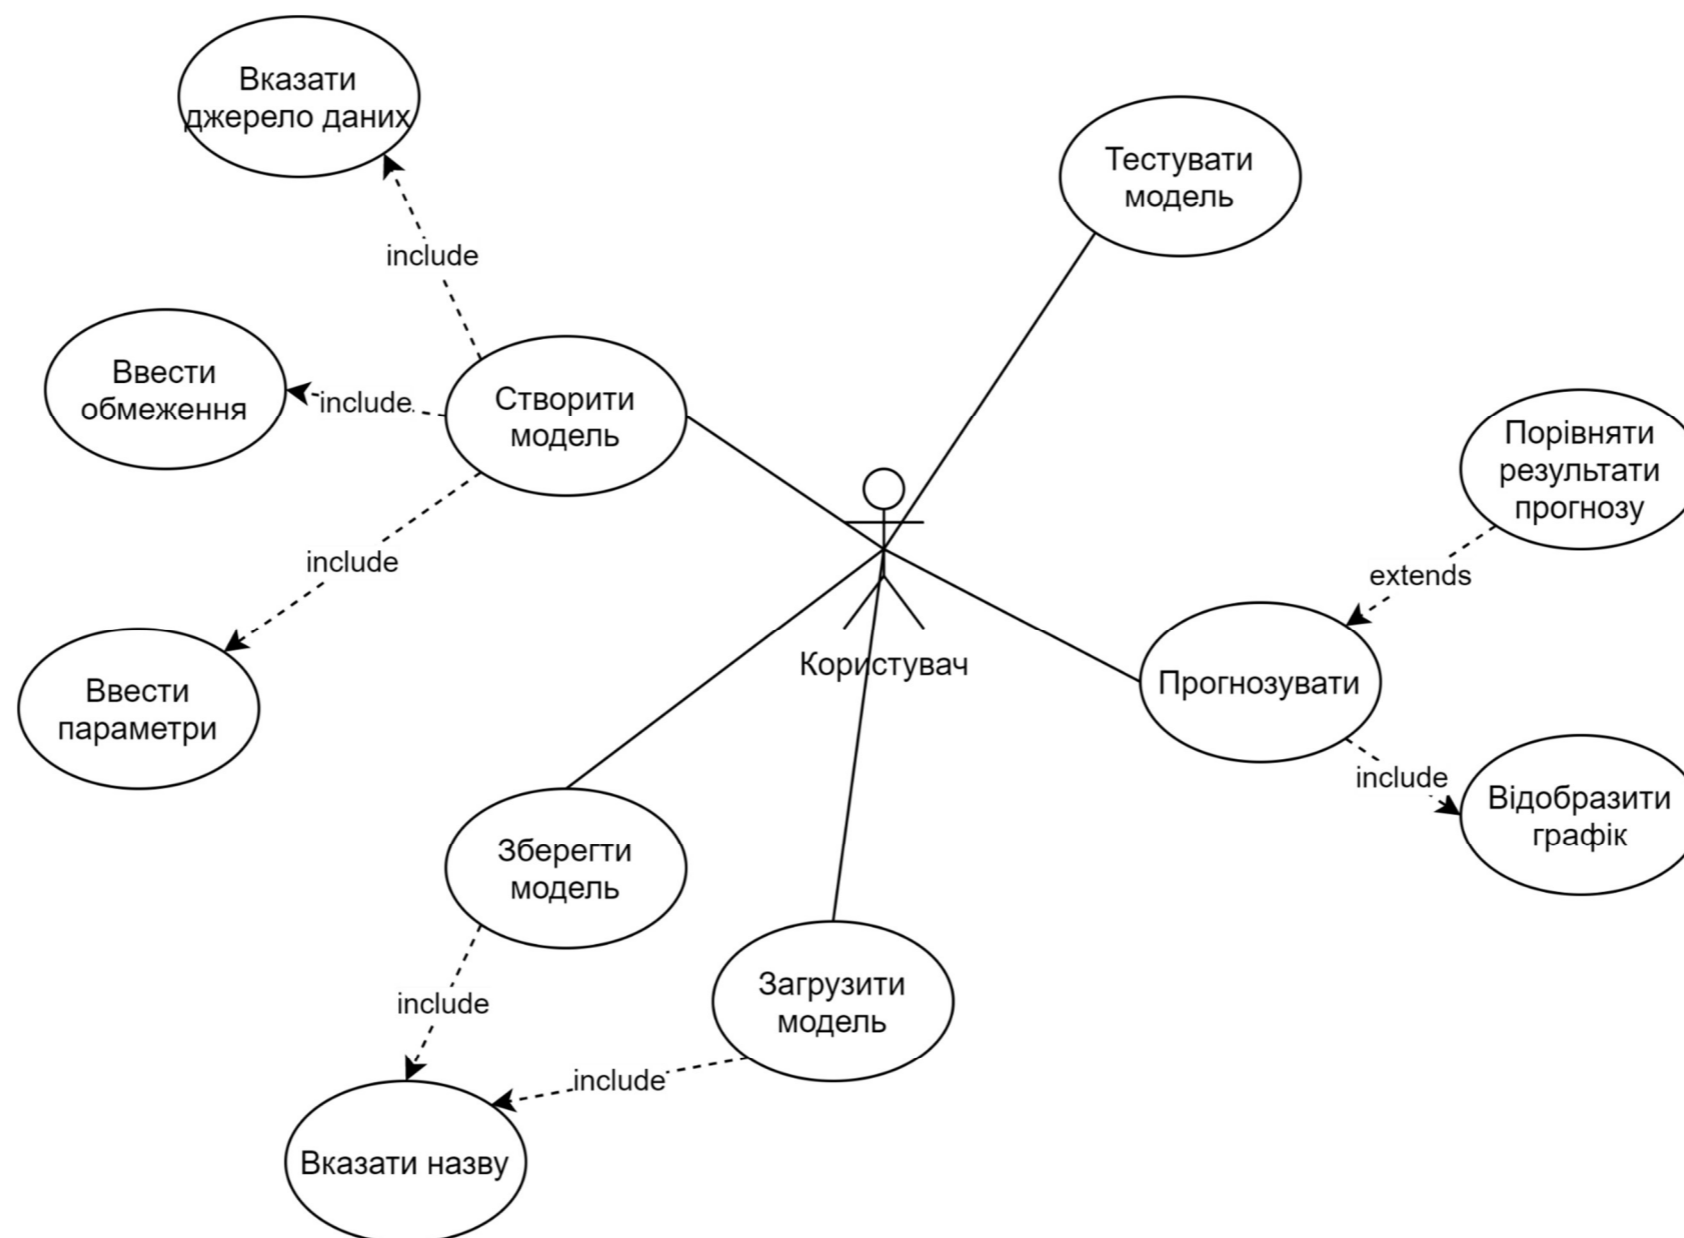 Вказати
джерело даних
Тестувати
модель
include
Ввести
обмеження
include
Створити
модель
Порівняти
результати
прогнозу
include
extends
Користувач
Прогнозувати
Ввести
параметри
include
Відобразити
графік
Зберегти
модель
Загрузити
модель
include
include
Вказати назву